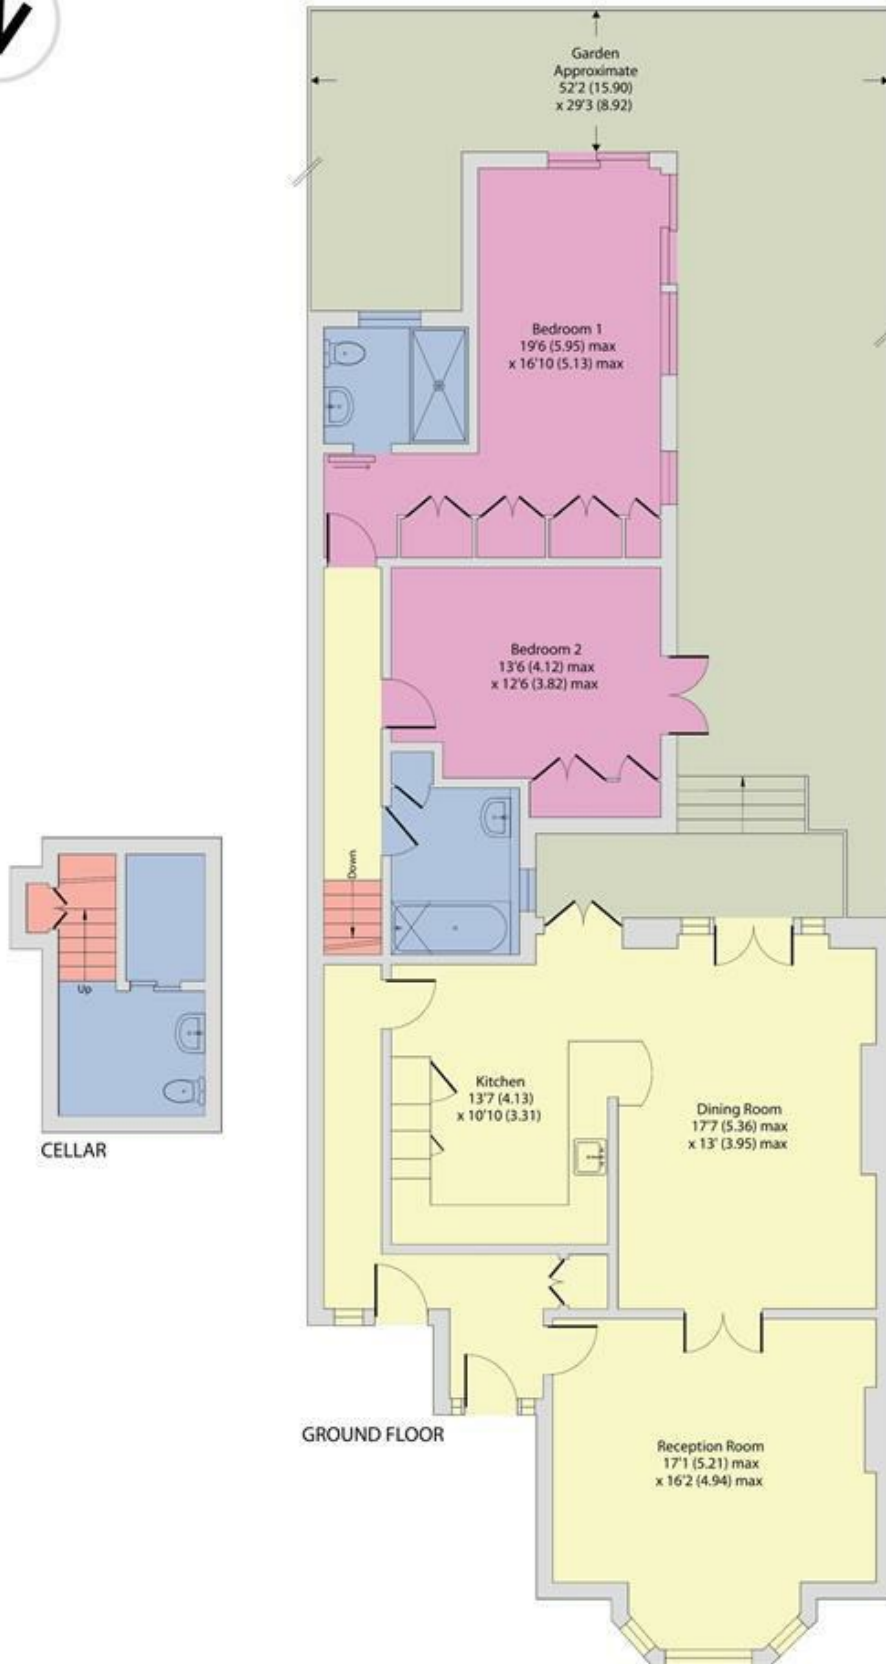 Garden
Approximate
52'2 (15.90)
x 29'3 (8.92)
Bedroom 1
19'6 (5.95) max
x 16'10 (5.13) max
Bedroom 2
13'6 (4.12) max
x 12'6 (3.82) max
Down
Up
CELLAR
Kitchen
13'7 (4.13)
x 10'10 (3.31)
Dining Room
17'7 (5.36) max
x 13' (3.95) max
GROUND FLOOR
Reception Room
17'1 (5.21) max
x 16'2 (4.94) max